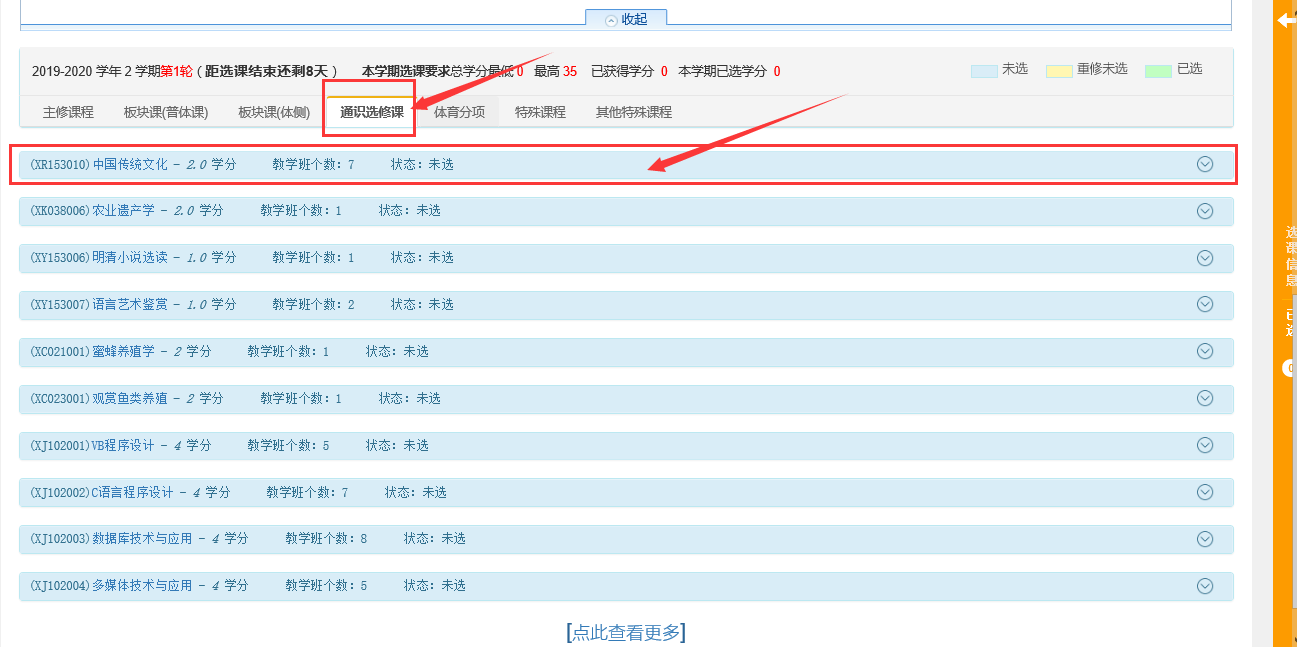 收起
2019-2020 学年 2 学期第1轮 ( 距选课结束还剩8天 ) 本学期选课要求总学分最低 0 最高 35 已获得学分 0 本学期已选学分 0 未选 重修未选 已选
主修课程 板块课(普体课) 板块课(体侧) 通识选修课 体育分项 特殊课程 其他特殊课程
(XR153010)中国传统文化 - 2.0 学分 教学班个数: 7 状态: 未选
(XK038006)农业遗产学 - 2.0 学分 教学班个数: 1 状态: 未选
(XY153006)明清小说选读 - 1.0 学分 教学班个数: 1 状态: 未选
(XY153007)语言艺术鉴赏 - 1.0 学分 教学班个数: 2 状态: 未选
(XC021001)蜜蜂养殖学 - 2 学分 教学班个数: 1 状态: 未选
(XC023001)观赏鱼类养殖 - 2 学分 教学班个数: 1 状态: 未选
(XJ102001)VB程序设计 - 4 学分 教学班个数: 5 状态: 未选
(XJ102002)C语言程序设计 - 4 学分 教学班个数: 7 状态: 未选
(XJ102003)数据库技术与应用 - 4 学分 教学班个数: 8 状态: 未选
(XJ102004)多媒体技术与应用 - 4 学分 教学班个数: 5 状态: 未选
[点此查看更多]
选课信息
已选